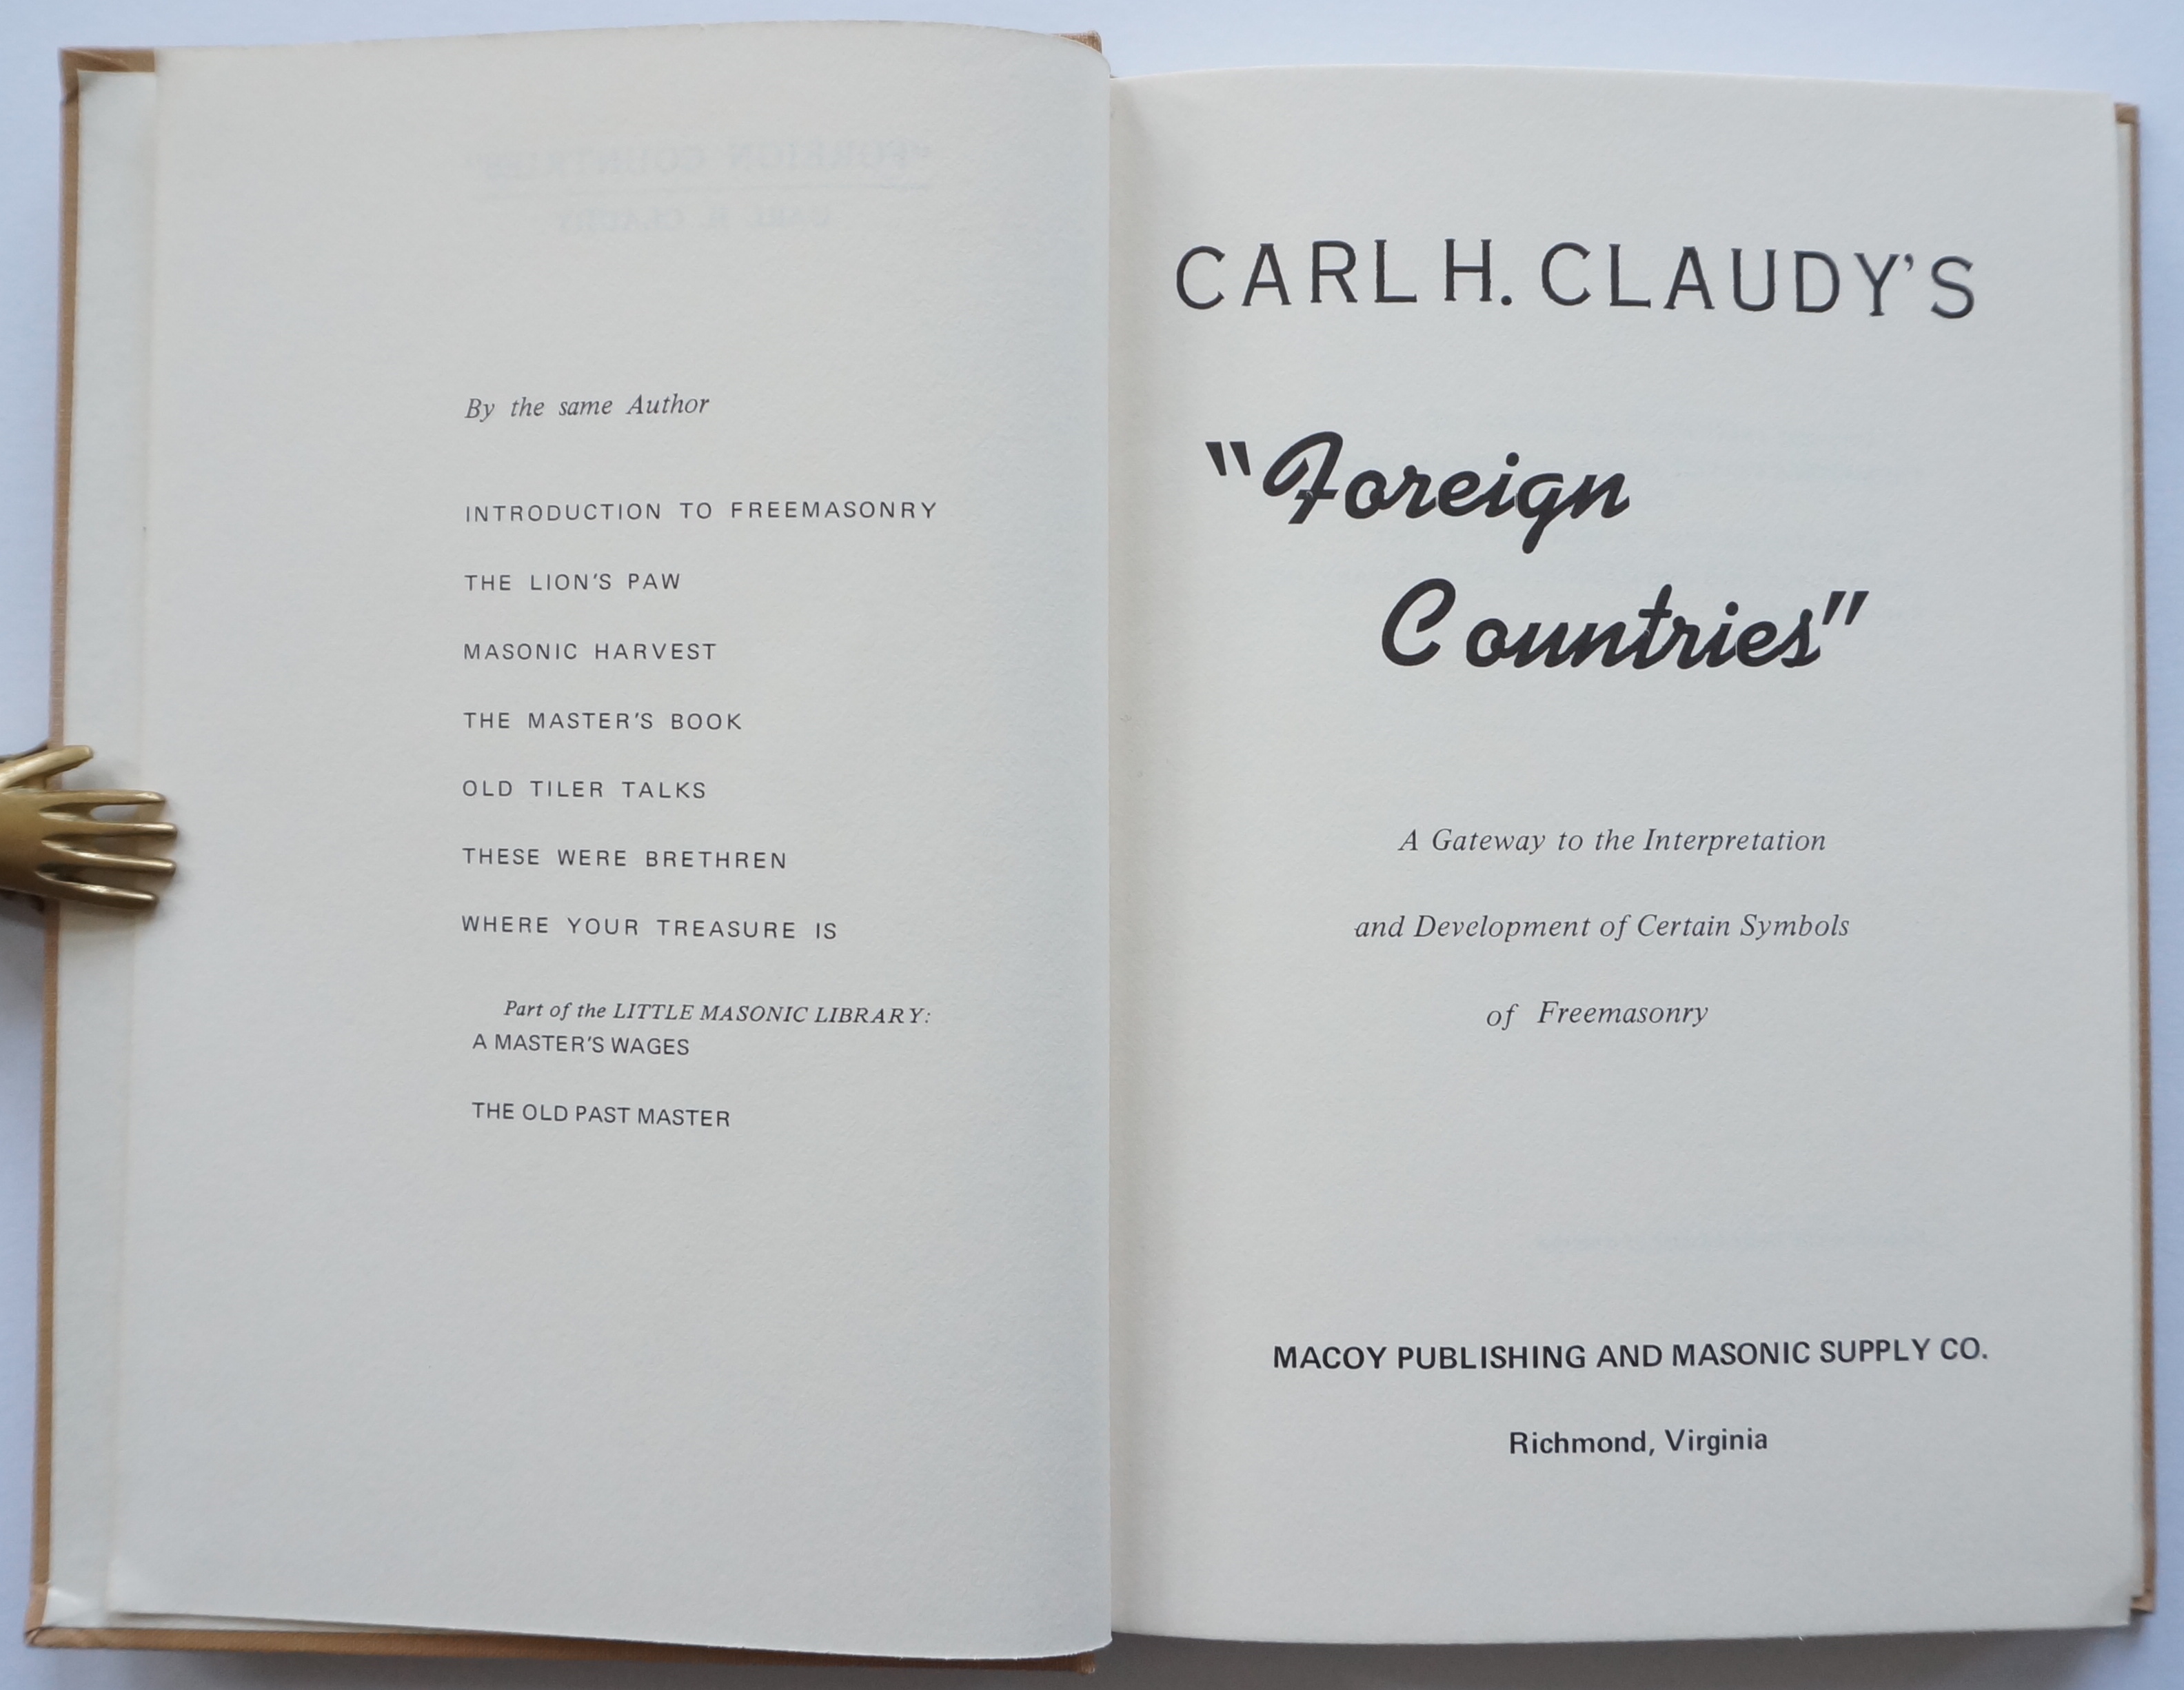 By the same Author
INTRODUCTION TO FREEMASONRY
THE LION'S PAW
MASONIC HARVEST
THE MASTER'S BOOK
OLD TILER TALKS
THESE WERE BRETHREN
WHERE YOUR TREASURE IS
Part of the LITTLE MASONIC LIBRARY:
A MASTER'S WAGES
THE OLD PAST MASTER
CARL H. CLAUDY'S
"Foreign
Countries"
A Gateway to the Interpretation
and Development of Certain Symbols
of Freemasonry
MACOY PUBLISHING AND MASONIC SUPPLY CO.
Richmond, Virginia